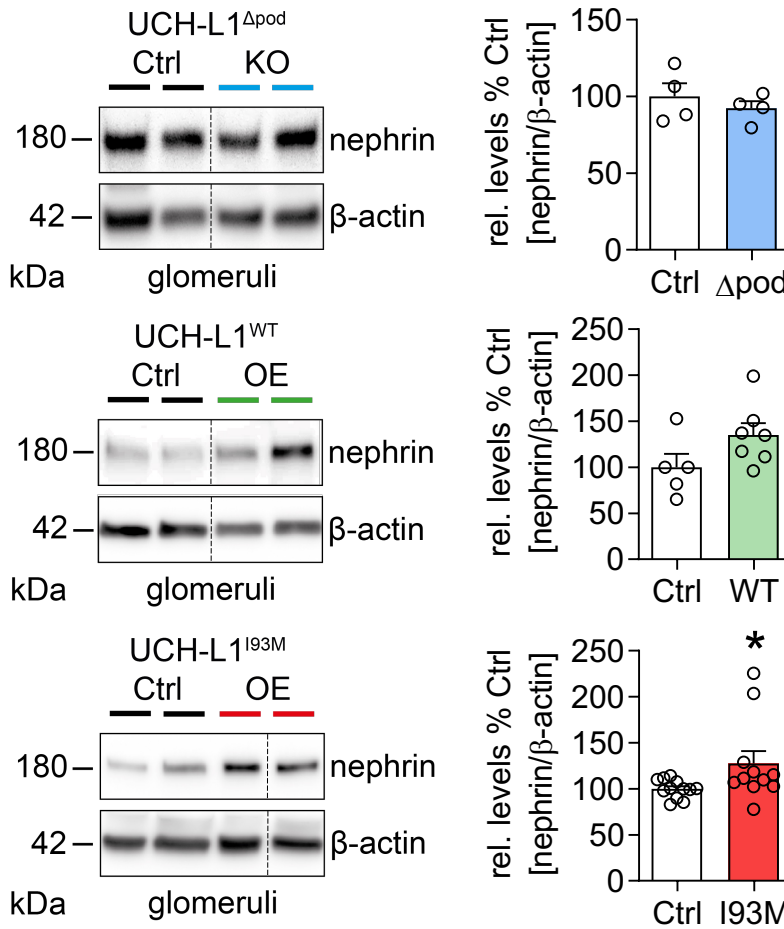 UCH-L1Δpod
Ctrl KO
180 nephrin
42 β-actin
kDa glomeruli
rel. levels % Ctrl
[nephrin/β-actin]
150
100
50
0
Ctrl Δpod
UCH-L1WT
Ctrl OE
180 nephrin
42 β-actin
kDa glomeruli
rel. levels % Ctrl
[nephrin/β-actin]
250
200
150
100
50
0
Ctrl WT
UCH-L1I93M
Ctrl OE
180 nephrin
42 β-actin
kDa glomeruli
rel. levels % Ctrl
[nephrin/β-actin]
250
200
150
100
50
0
*
Ctrl I93M